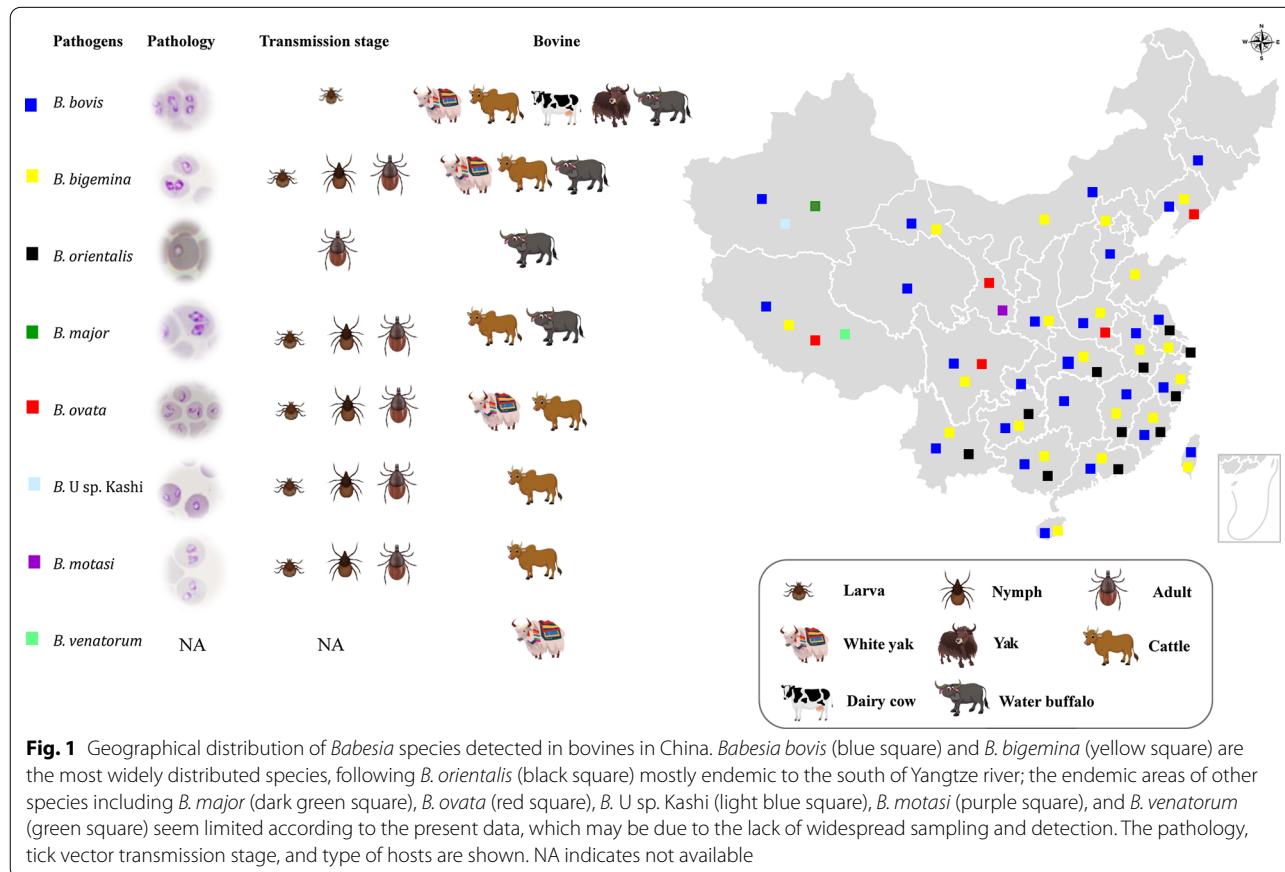 Pathogens Pathology Transmission stage Bovine
B. bovis
B. bigemina
B. orientalis
B. major
B. ovata
B. U sp. Kashi
B. motasi
B. venatorum NA NA
N
W E
S
Larva Nymph Adult
White yak Yak Cattle
Dairy cow Water buffalo
Fig. 1 Geographical distribution of Babesia species detected in bovines in China. Babesia bovis (blue square) and B. bigemina (yellow square) are
the most widely distributed species, following B. orientalis (black square) mostly endemic to the south of Yangtze river; the endemic areas of other
species including B. major (dark green square), B. ovata (red square), B. U sp. Kashi (light blue square), B. motasi (purple square), and B. venatorum
(green square) seem limited according to the present data, which may be due to the lack of widespread sampling and detection. The pathology,
tick vector transmission stage, and type of hosts are shown. NA indicates not available